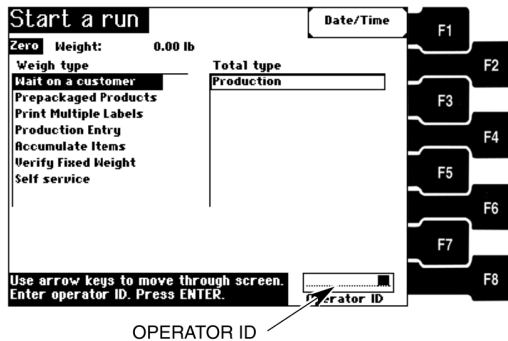 Start a run
Date/Time
F1
Zero Weight: 0.00 lb
F2
Weigh type
Total type
Wait on a customer
Production
Prepackaged Products
F3
Print Multiple Labels
Production Entry
F4
Accumulate Items
Verify Fixed Weight
F5
Self service
F6
F7
Use arrow keys to move through screen.
Enter operator ID. Press ENTER.
F8
Operator ID
OPERATOR ID